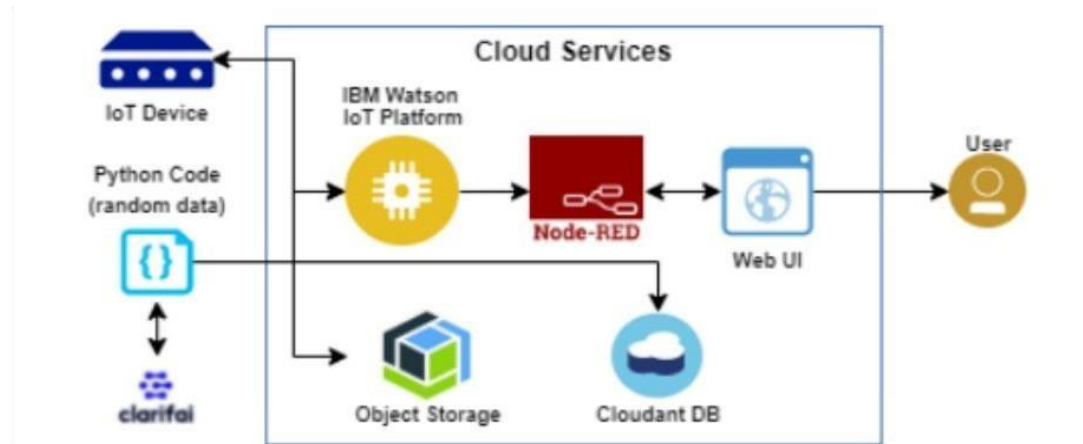 Cloud Services
IoT Device
IBM Watson
IoT Platform
Python Code
(random data)
{}
Node-RED
Web UI
User
clarifai
Object Storage
Cloudant DB